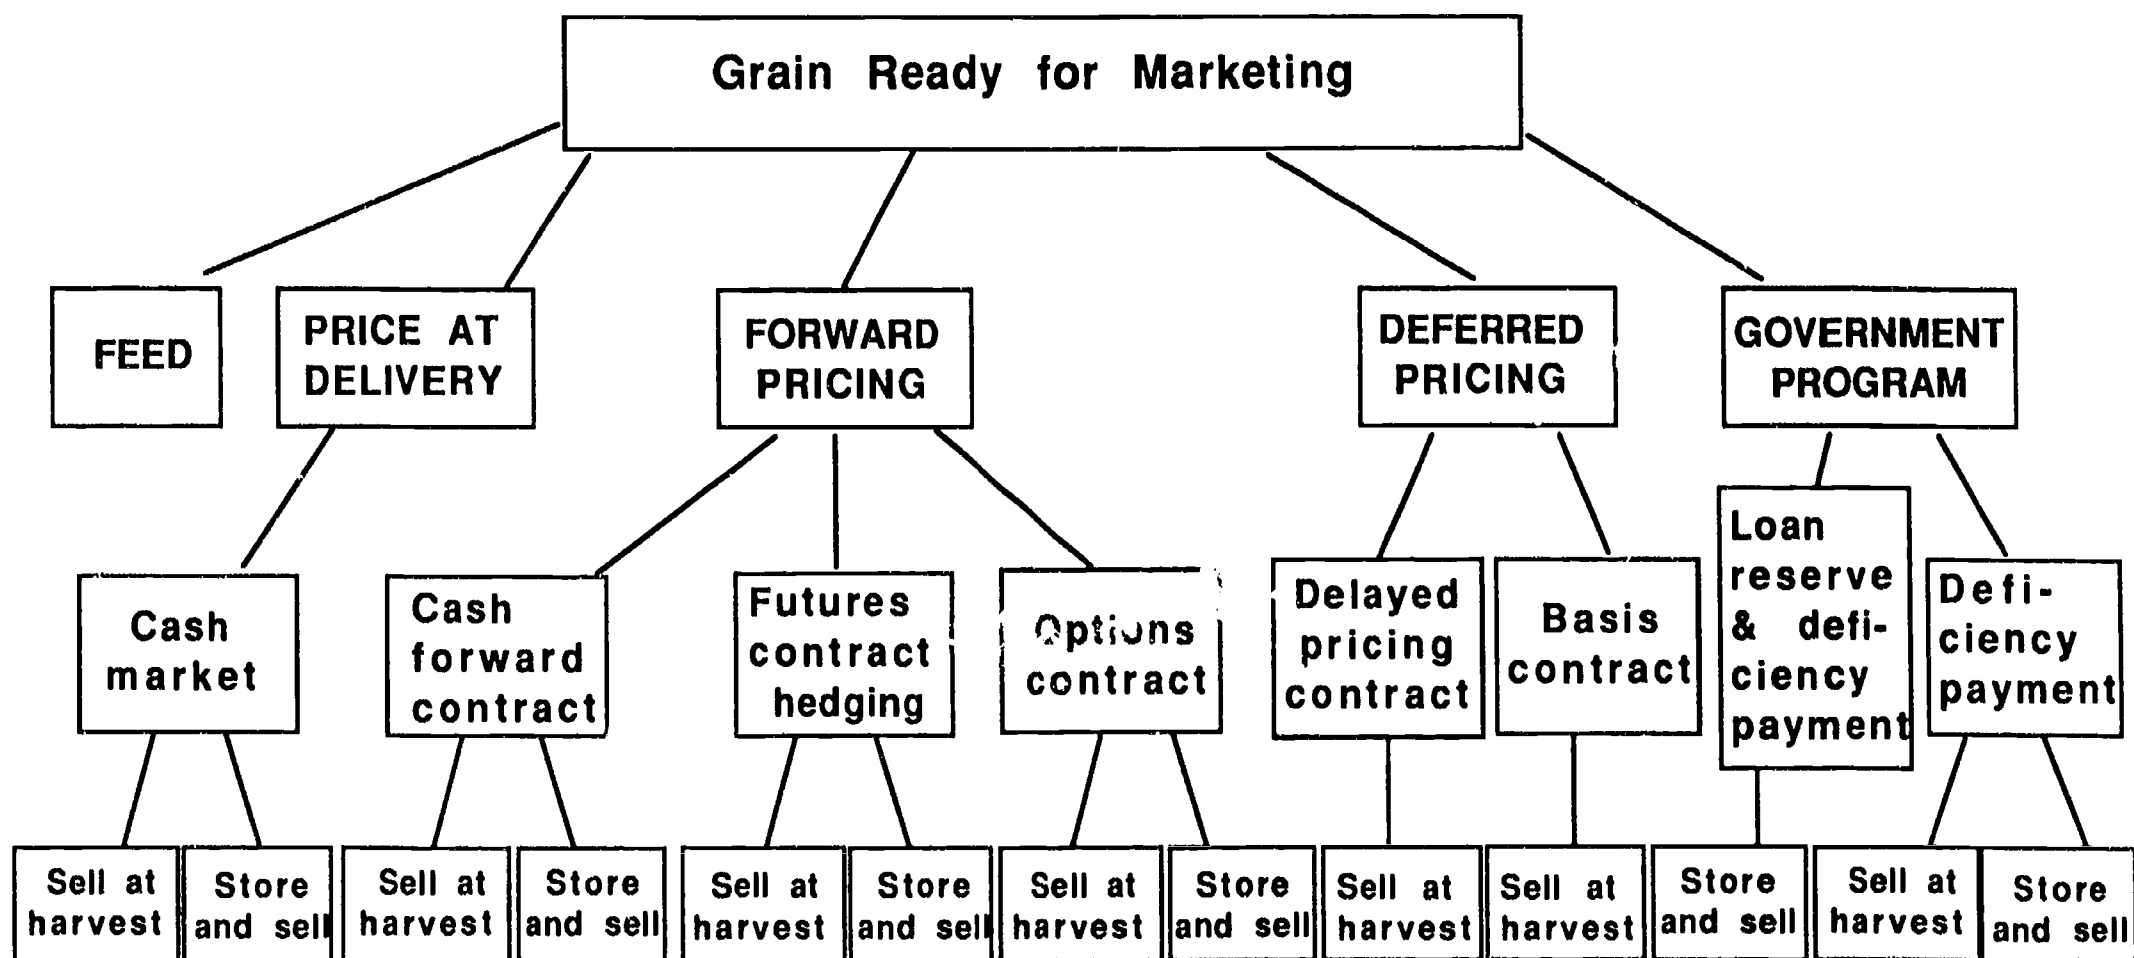 Grain Ready for Marketing
FEED
PRICE AT
DELIVERY
FORWARD
PRICING
DEFERRED
PRICING
GOVERNMENT
PROGRAM
Cash
market
Cash
forward
contract
Futures
contract
hedging
Options
contract
Delayed
pricing
contract
Basis
contract
Loan
reserve
& defi-
ciency
payment
Defi-
ciency
payment
Sell at
harvest
Store
and sell
Sell at
harvest
Store
and sell
Sell at
harvest
Store
and sell
Sell at
harvest
Store
and sell
Sell at
harvest
Sell at
harvest
Store
and sell
Sell at
harvest
Store
and sell